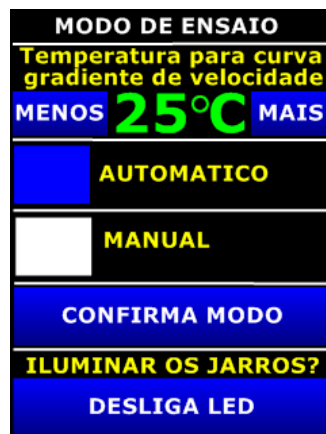 MODO DE ENSAIO
Temperatura para curva
gradiente de velocidade
MENOS 25°C MAIS
AUTOMATICO
MANUAL
CONFIRMA MODO
ILUMINAR OS JARROS?
DESLIGA LED